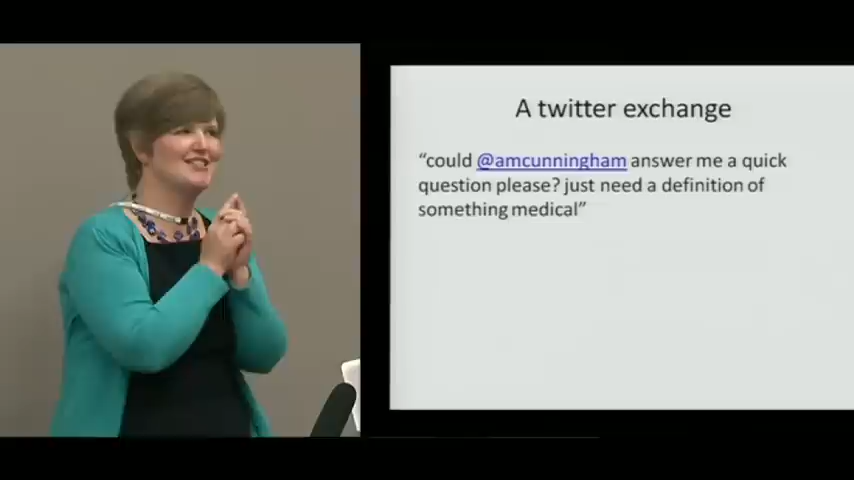 A twitter exchange
“could @amcunningham answer me a quick
question please? just need a definition of
something medical”